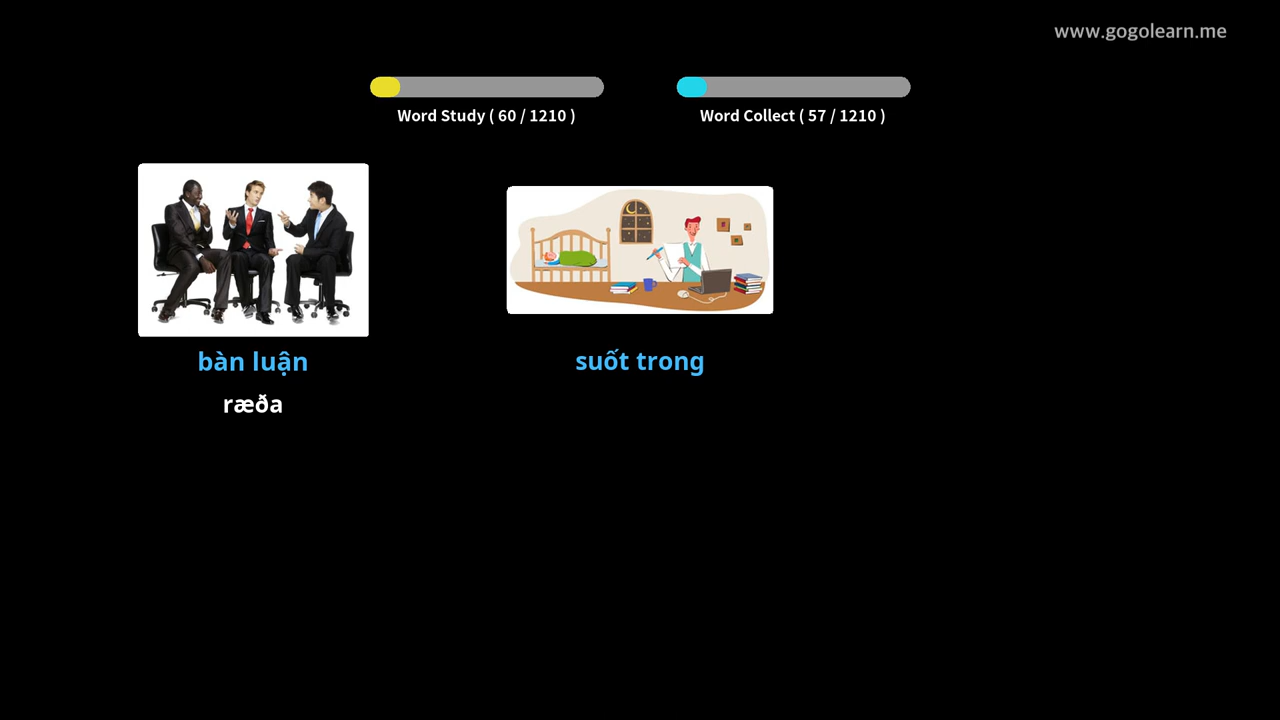 www.gogolearn.me
Word Study ( 60 / 1210 )
Word Collect ( 57 / 1210 )
bàn luận
suốt trong
ræða